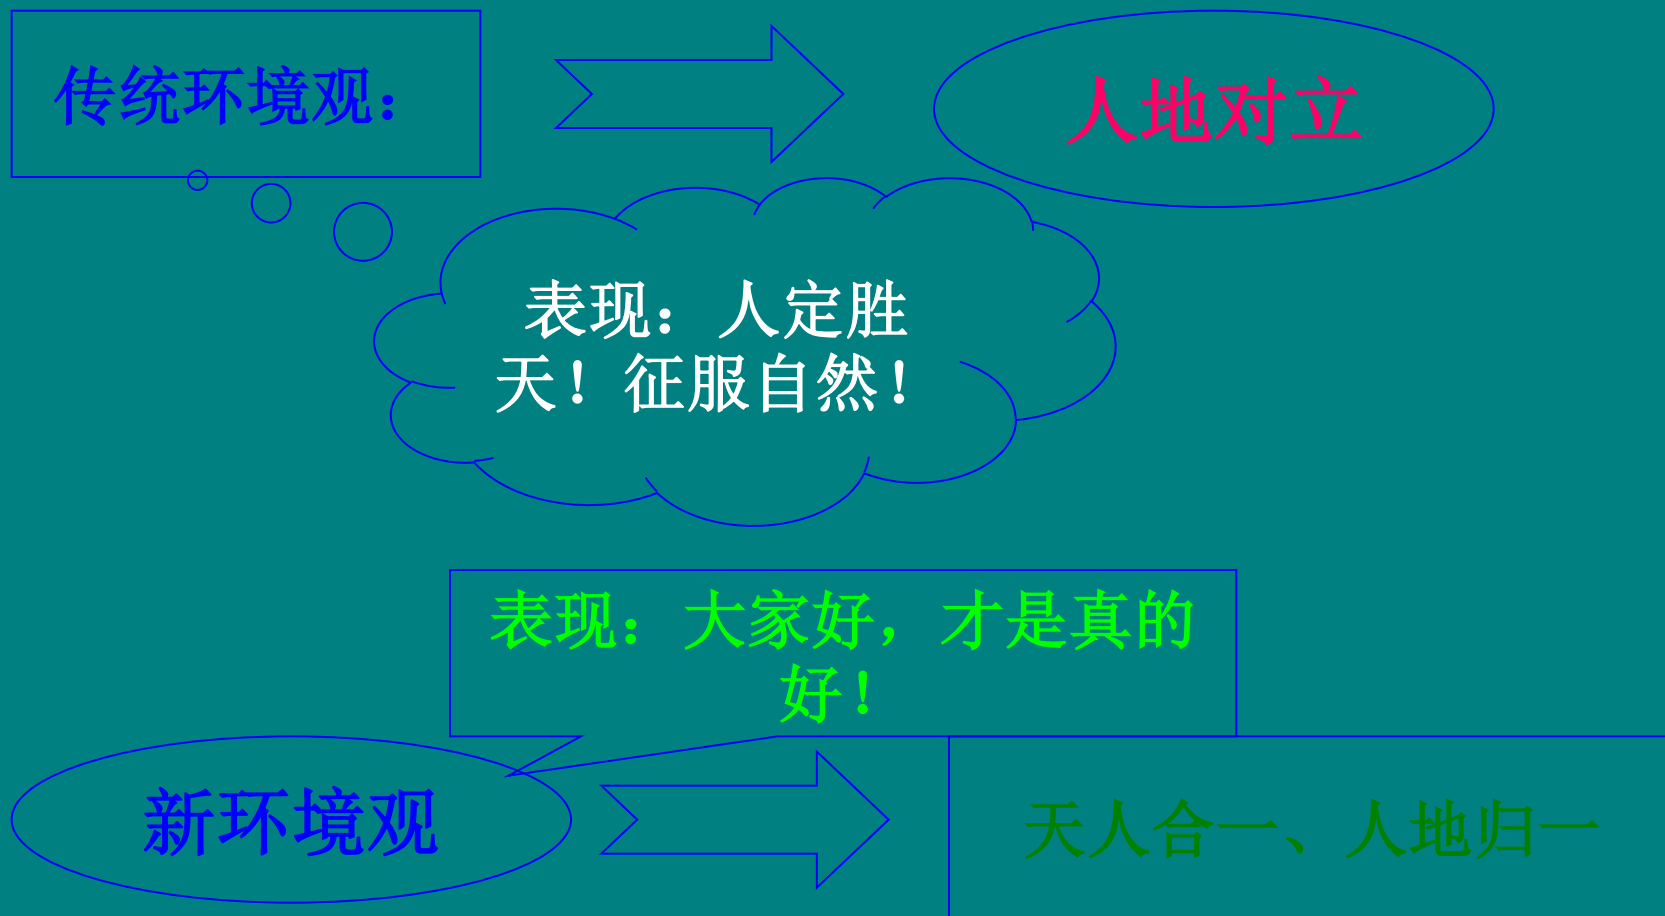 传统环境观：
人地对立
表现：人定胜
天！征服自然！
表现：大家好，才是真的
好！
新环境观
天人合一、人地归一